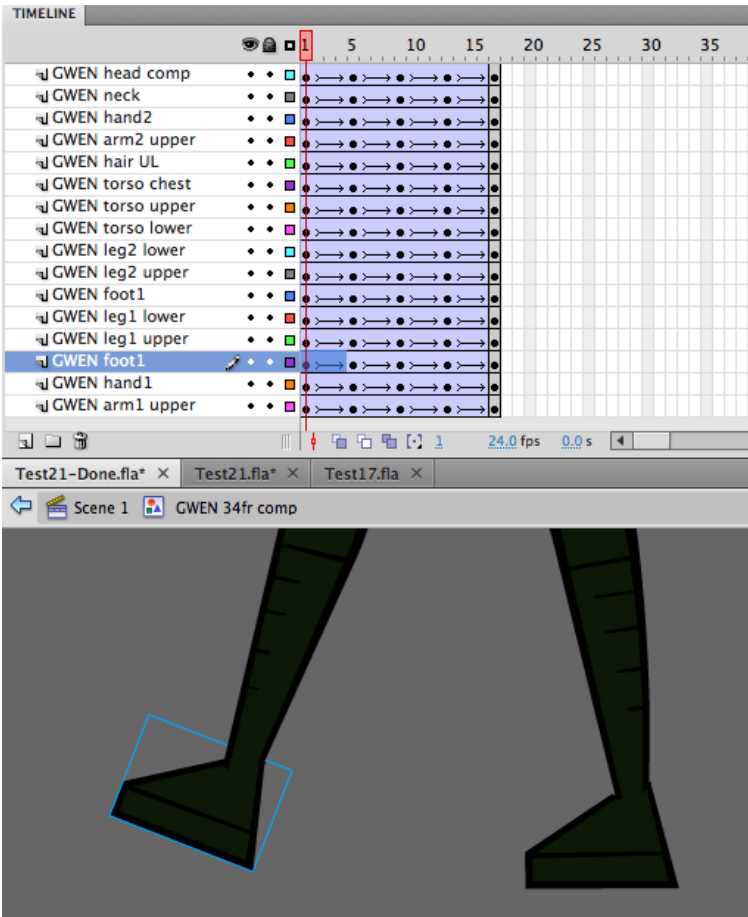 TIMELINE
1 5 10 15 20 25 30 35
GWEN head comp
GWEN neck
GWEN hand2
GWEN arm2 upper
GWEN hair UL
GWEN torso chest
GWEN torso upper
GWEN torso lower
GWEN leg2 lower
GWEN leg2 upper
GWEN foot1
GWEN leg1 lower
GWEN leg1 upper
GWEN foot1
GWEN hand1
GWEN arm1 upper
1 24.0 fps 0.0 s
Test21-Done.fla* × Test21.fla* × Test17.fla ×
Scene 1 GWEN 34fr comp